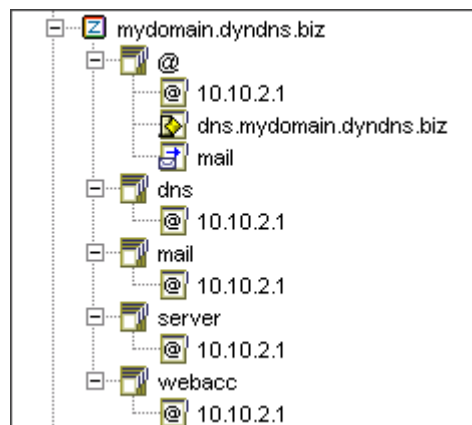 mydomain.dyndns.biz
@
10.10.2.1
dns.mydomain.dyndns.biz
mail
dns
10.10.2.1
mail
10.10.2.1
server
10.10.2.1
webacc
10.10.2.1